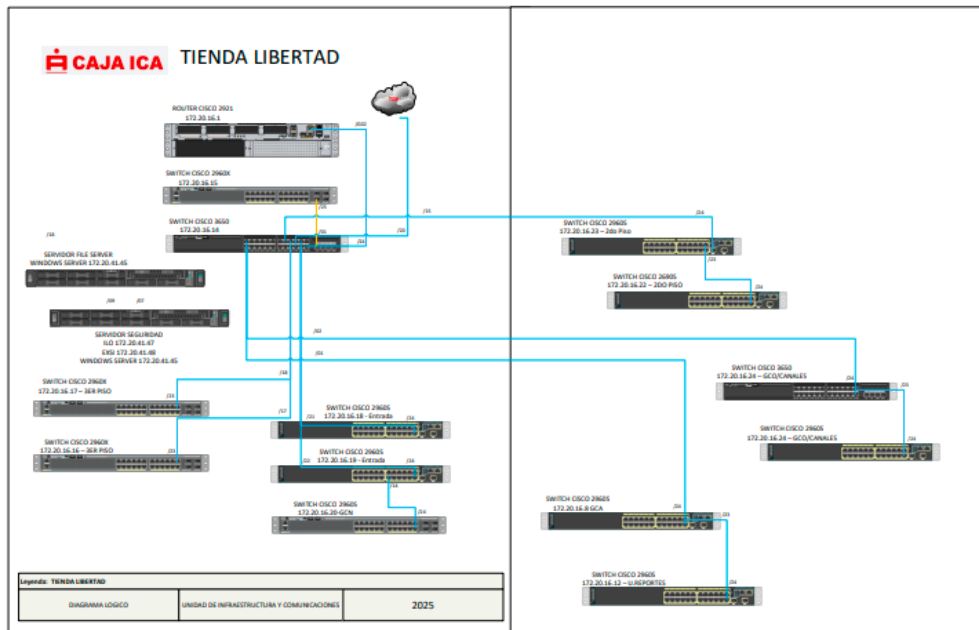 CAJA ICA TIENDA LIBERTAD
ROUTER CISCO 2921
172.20.16.1
SWITCH CISCO 2960X
172.20.16.15
SWITCH CISCO 3650
172.20.16.14
SERVIDOR FILE SERVER
WINDOWS SERVER 172.20.41.45
SERVIDOR SEGURIDAD
ILO 172.20.41.47
EXSI 172.20.41.48
WINDOWS SERVER 172.20.41.45
SWITCH CISCO 2960X
172.20.16.17 – 3ER PISO
SWITCH CISCO 2960X
172.20.16.16 – 3ER PISO
SWITCH CISCO 2960S
172.20.16.18 - Entrada
SWITCH CISCO 2960S
172.20.16.19 - Entrada
SWITCH CISCO 2960S
172.20.16.20-GCN
SWITCH CISCO 2960S
172.20.16.23 – 2do Piso
SWITCH CISCO 2690S
172.20.16.22 – 2DO PISO
SWITCH CISCO 3650
172.20.16.24 – GCO/CANALES
SWITCH CISCO 2960S
172.20.16.24 – GCO/CANALES
SWITCH CISCO 2960S
172.20.16.8 GCA
SWITCH CISCO 2960S
172.20.16.12 – U.REPORTES
Leyenda: TIENDA LIBERTAD
DIAGRAMA LOGICO
UNIDAD DE INFRAESTRUCTURA Y COMUNICACIONES
2025